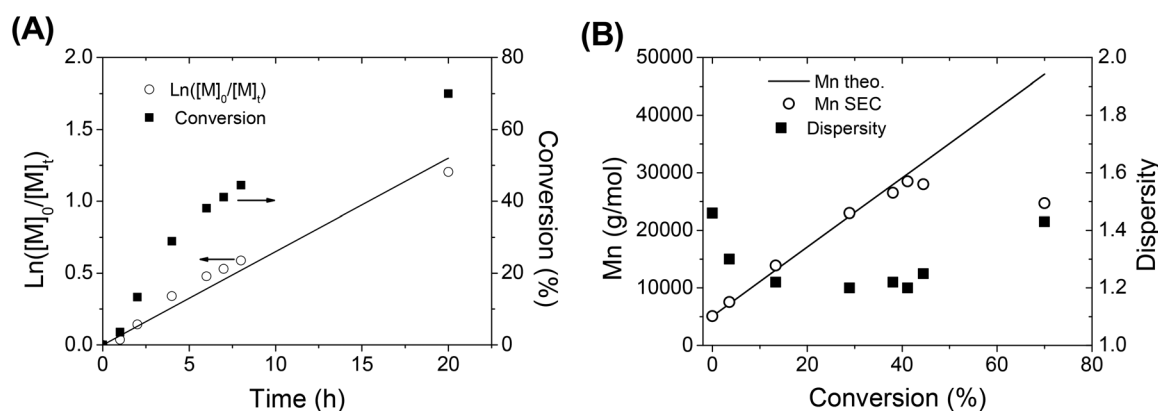 (A)
2.0
1.5
1.0
0.5
0.0
Ln([M]0/[M]t)
Ln([M]0/[M]t)
Conversion
80
60
40
20
0
Conversion (%)
0 5 10 15 20
Time (h)
(B)
50000
40000
30000
20000
10000
0
Mn (g/mol)
Mn theo.
Mn SEC
Dispersity
2.0
1.8
1.6
1.4
1.2
1.0
Dispersity
0 20 40 60 80
Conversion (%)